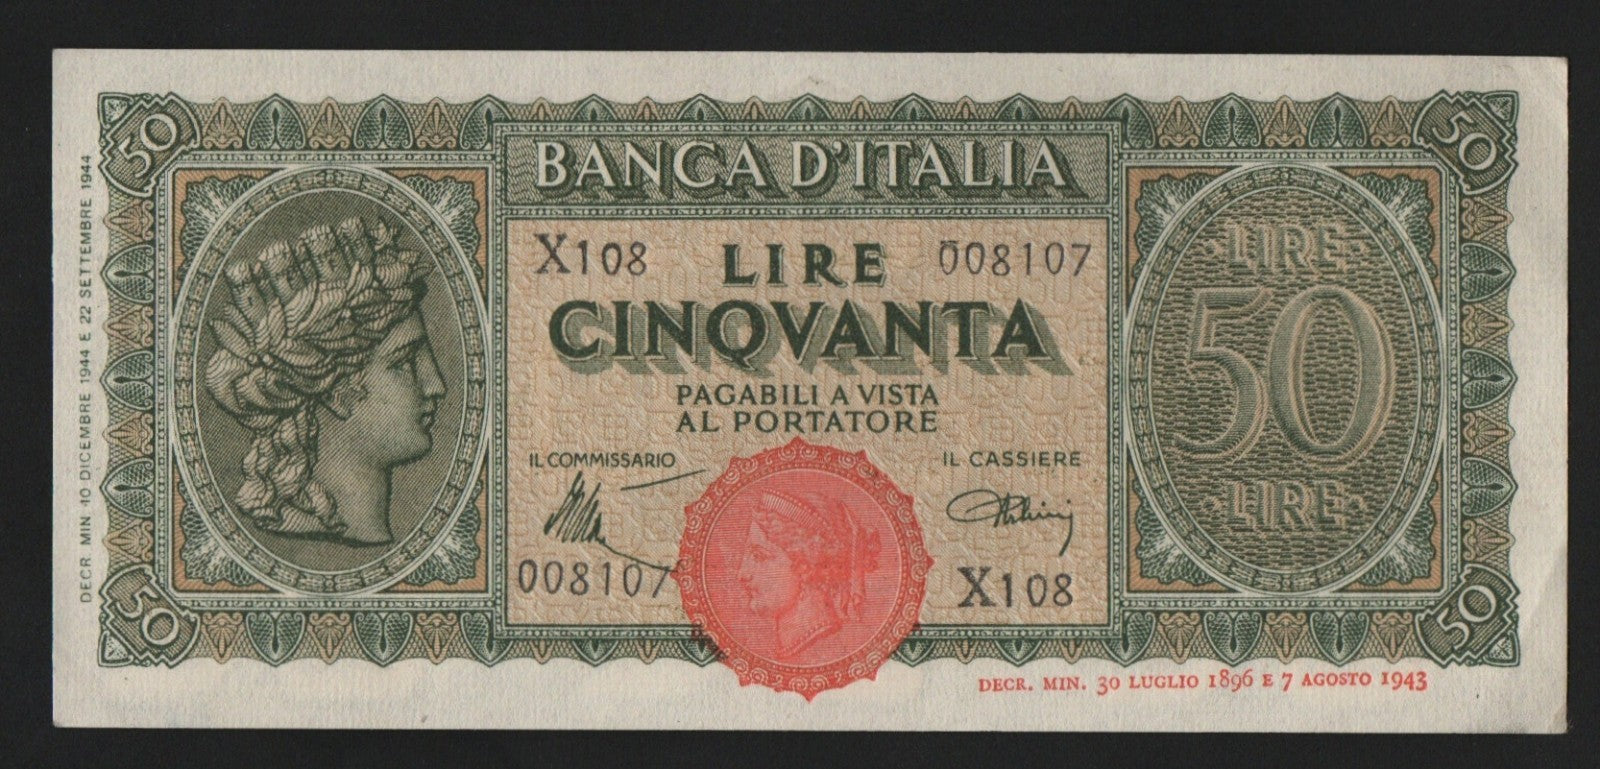 50
50
BANCA D'ITALIA
X108 LIRE 008107
CINQVANTA
PAGABILI A VISTA
AL PORTATORE
IL COMMISSARIO
IL CASSIERE
008107
X108
LIRE
50
LIRE
50
50
DECR. MIN. 30 LUGLIO 1896 E 7 AGOSTO 1943
DECR MIN 10 DICEMBRE 1944 E 22 SETTEMBRE 1944